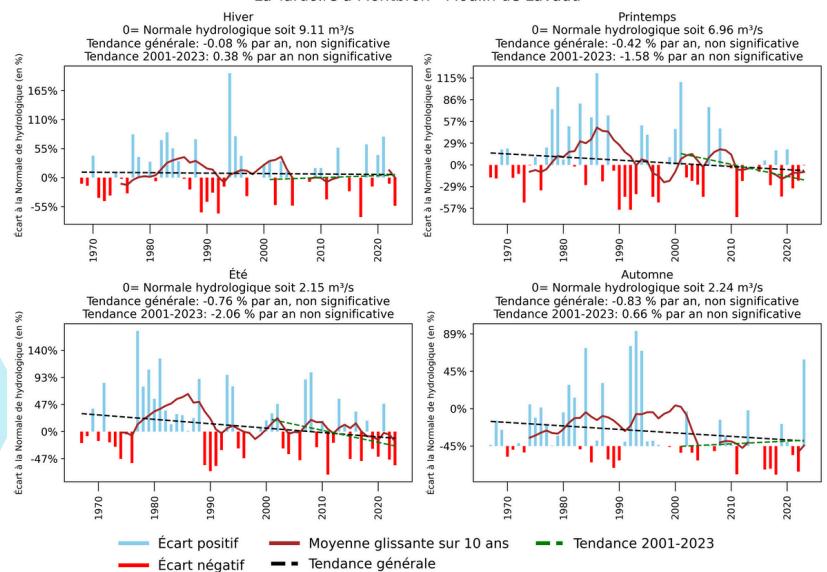 Hiver
0= Normale hydrologique soit 9.11 m³/s
Tendance générale: -0.08 % par an, non significative
Tendance 2001-2023: 0.38 % par an non significative
Écart à la Normale de hydrologique (en %)
165%
110%
55%
0%
-55%
1970
1980
1990
2000
2010
2020
Printemps
0= Normale hydrologique soit 6.96 m³/s
Tendance générale: -0.42 % par an, non significative
Tendance 2001-2023: -1.58 % par an non significative
Écart à la Normale de hydrologique (en %)
115%
86%
57%
29%
0%
-29%
-57%
1970
1980
1990
2000
2010
2020
Été
0= Normale hydrologique soit 2.15 m³/s
Tendance générale: -0.76 % par an, non significative
Tendance 2001-2023: -2.06 % par an non significative
Écart à la Normale de hydrologique (en %)
140%
93%
47%
0%
-47%
1970
1980
1990
2000
2010
2020
Automne
0= Normale hydrologique soit 2.24 m³/s
Tendance générale: -0.83 % par an, non significative
Tendance 2001-2023: 0.66 % par an non significative
Écart à la Normale de hydrologique (en %)
89%
45%
0%
-45%
1970
1980
1990
2000
2010
2020
Écart positif
Moyenne glissante sur 10 ans
Tendance 2001-2023
Écart négatif
Tendance générale